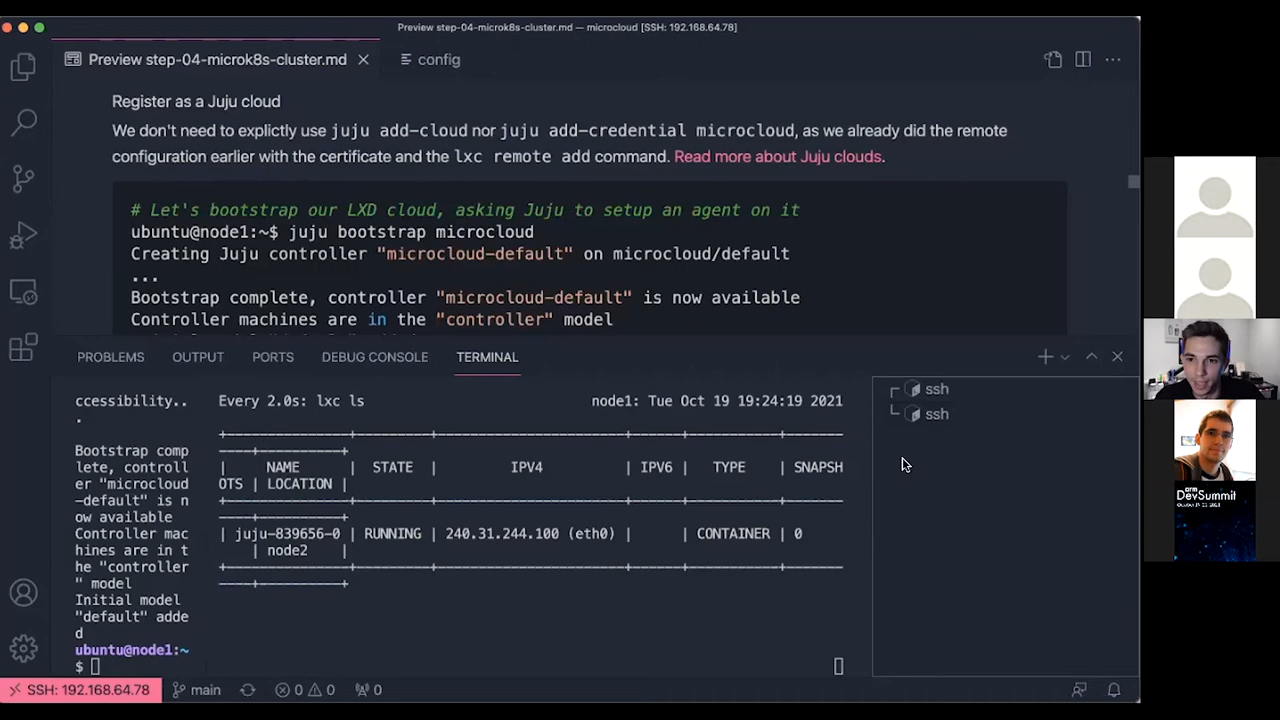 Preview step-04-microk8s-cluster.md — microcloud [SSH: 192.168.64.78]
Preview step-04-microk8s-cluster.md
config
Register as a Juju cloud
We don't need to explictly use juju add-cloud nor juju add-credential microcloud, as we already did the remote
configuration earlier with the certificate and the lxc remote add command. Read more about Juju clouds.
# Let's bootstrap our LXD cloud, asking Juju to setup an agent on it
ubuntu@node1:~$ juju bootstrap microcloud
Creating Juju controller "microcloud-default" on microcloud/default
...
Bootstrap complete, controller "microcloud-default" is now available
Controller machines are in the "controller" model
PROBLEMS OUTPUT PORTS DEBUG CONSOLE TERMINAL
ccessibility..
.
Bootstrap comp
lete, controll
er "microcloud
-default" is n
ow available
Controller mac
hines are in t
he "controller
" model
Initial model
"default" adde
d
ubuntu@node1:~
$
Every 2.0s: lxc ls node1: Tue Oct 19 19:24:19 2021
| NAME | STATE | IPV4 | IPV6 | TYPE | SNAPSH
OTS | LOCATION |
| juju-839656-0 | RUNNING | 240.31.244.100 (eth0) | | CONTAINER | 0
| node2 |
ssh
ssh
SSH: 192.168.64.78 main 0 0 0
arm
DevSummit